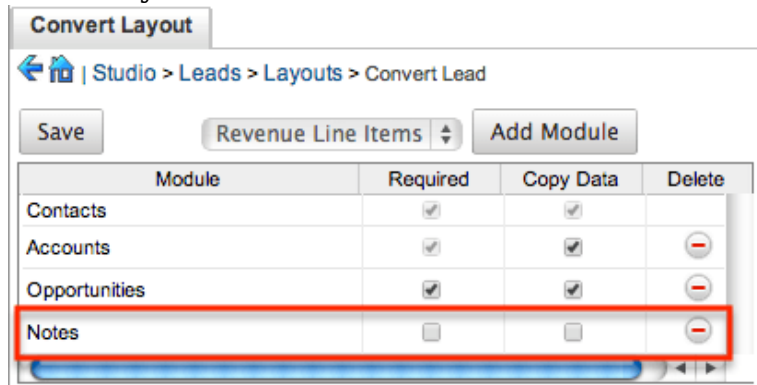 Convert Layout
| Studio > Leads > Layouts > Convert Lead
Save Revenue Line Items Add Module
Module Required Copy Data Delete
Contacts
Accounts
Opportunities
Notes